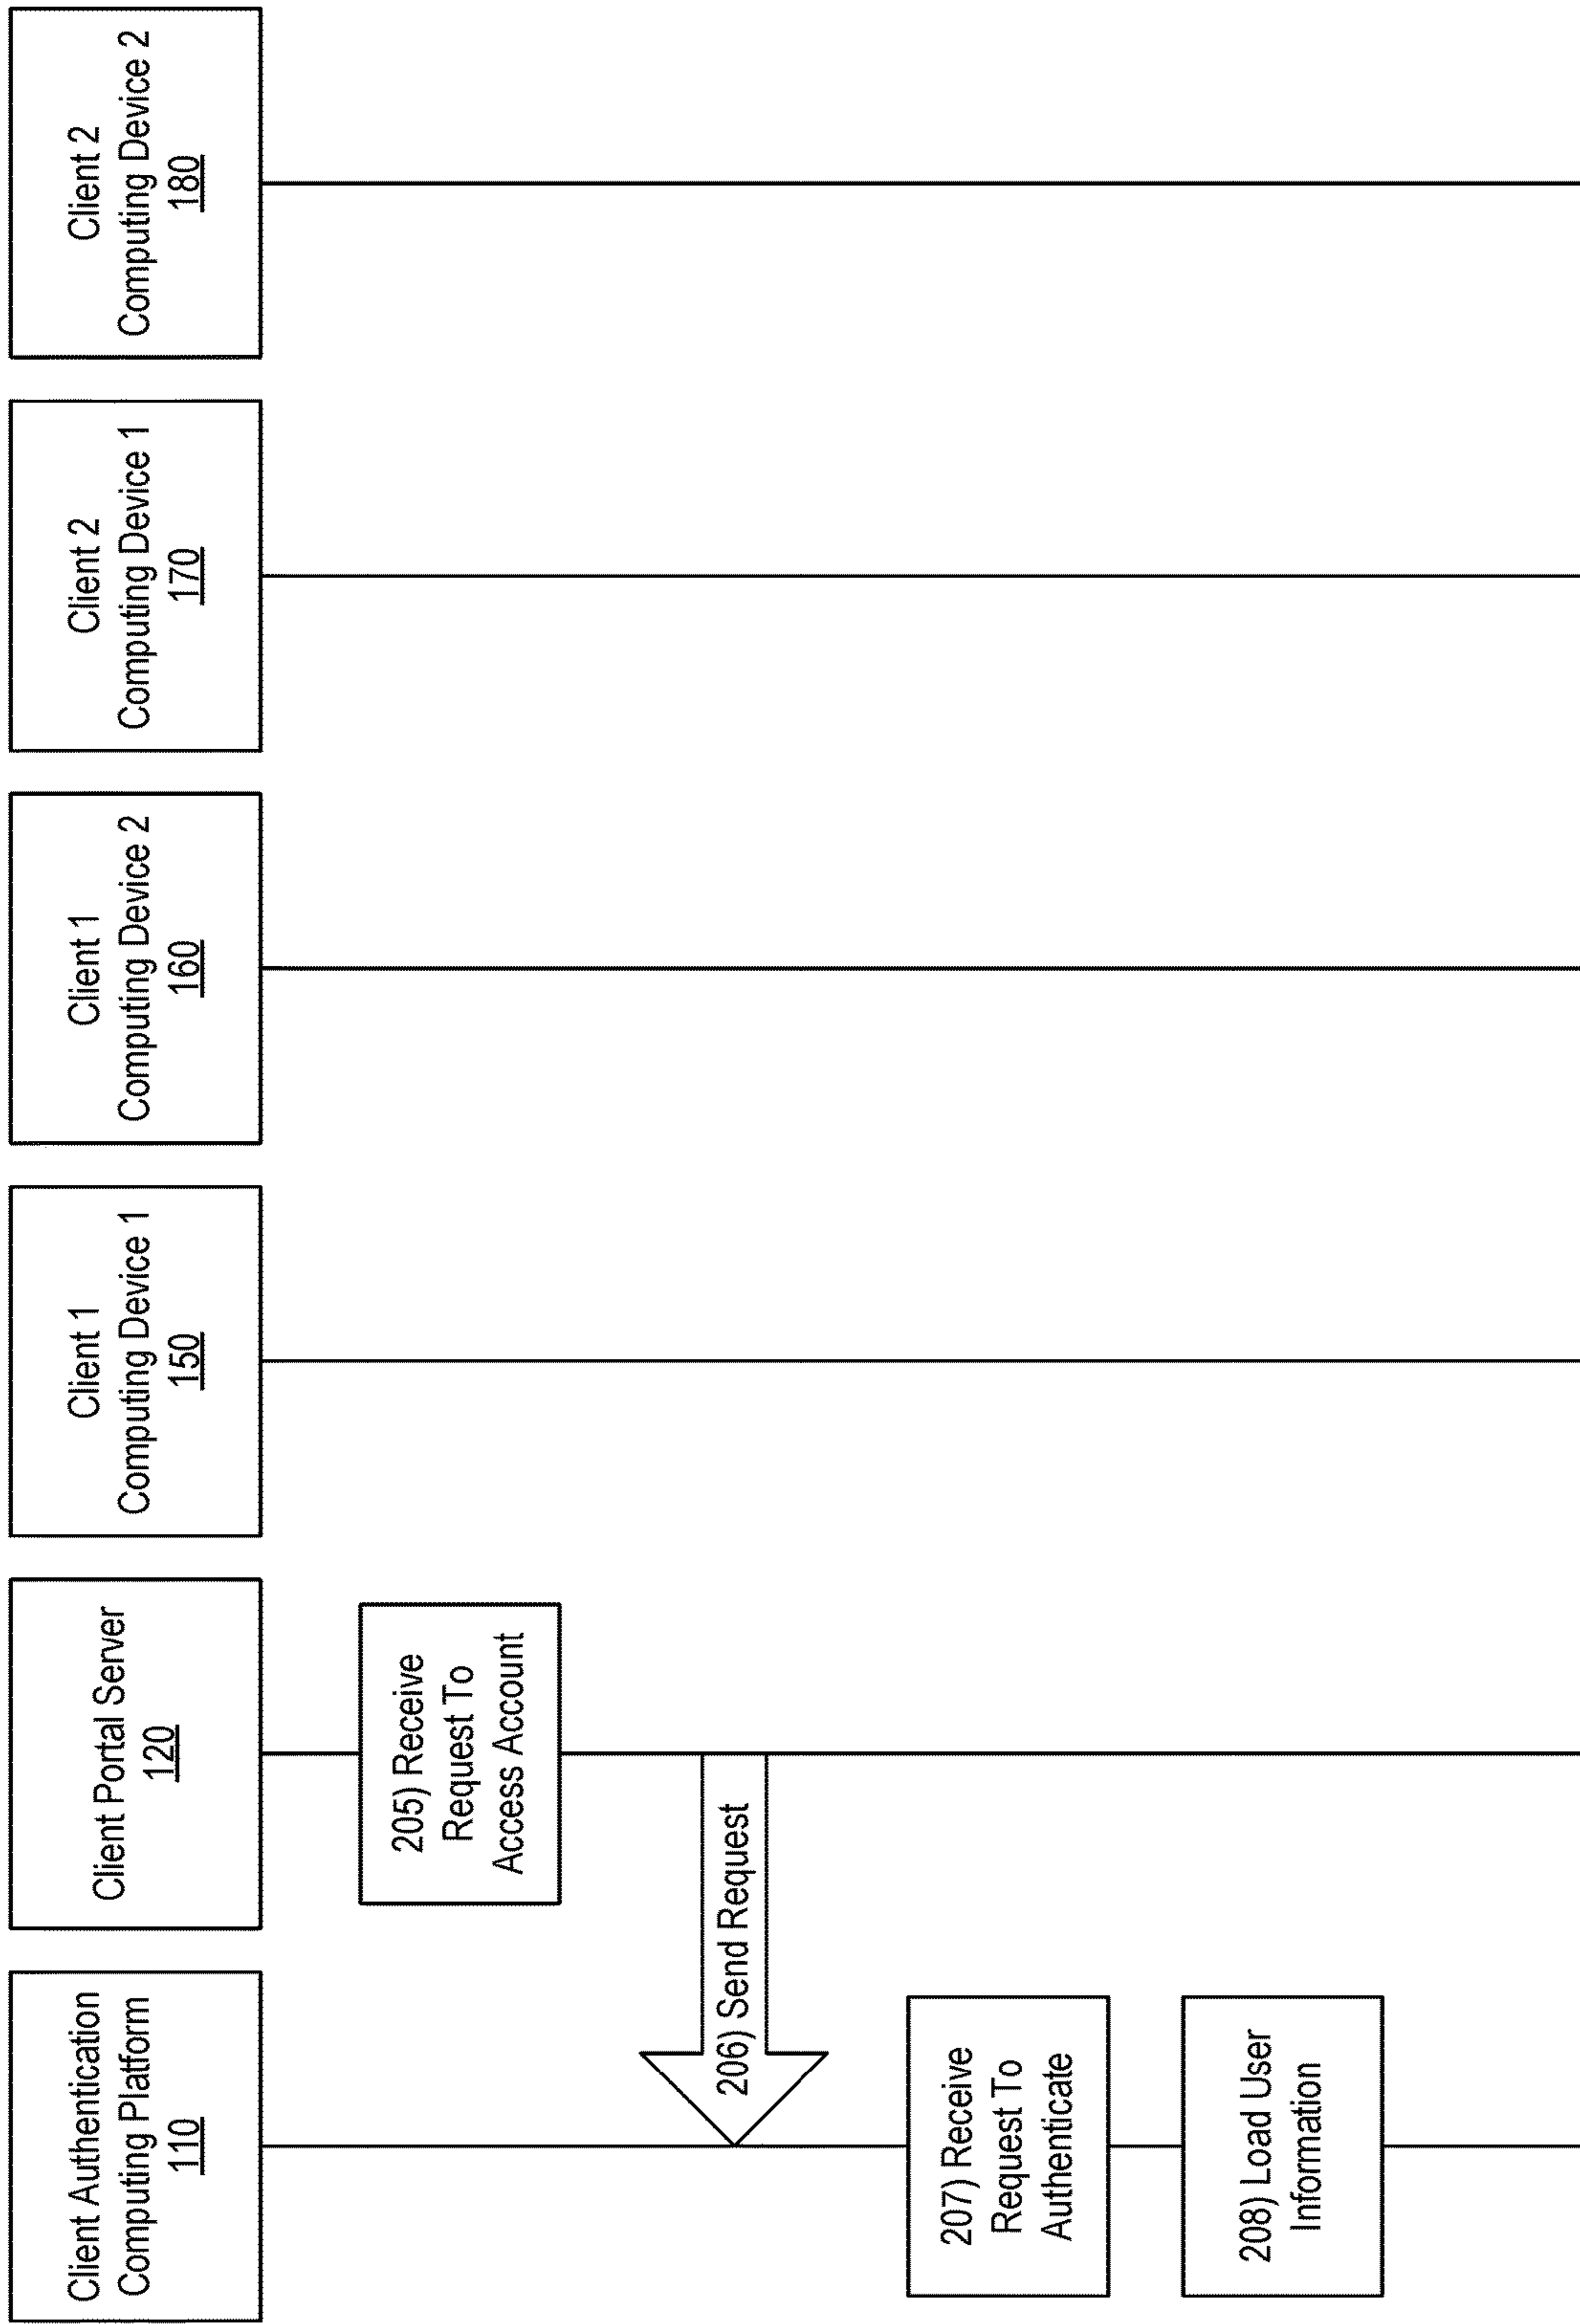 Client Authentication
Computing Platform
110
Client Portal Server
120
Client 1
Computing Device 1
150
Client 1
Computing Device 2
160
Client 2
Computing Device 1
170
Client 2
Computing Device 2
180
205) Receive
Request To
Access Account
206) Send Request
207) Receive
Request To
Authenticate
208) Load User
Information